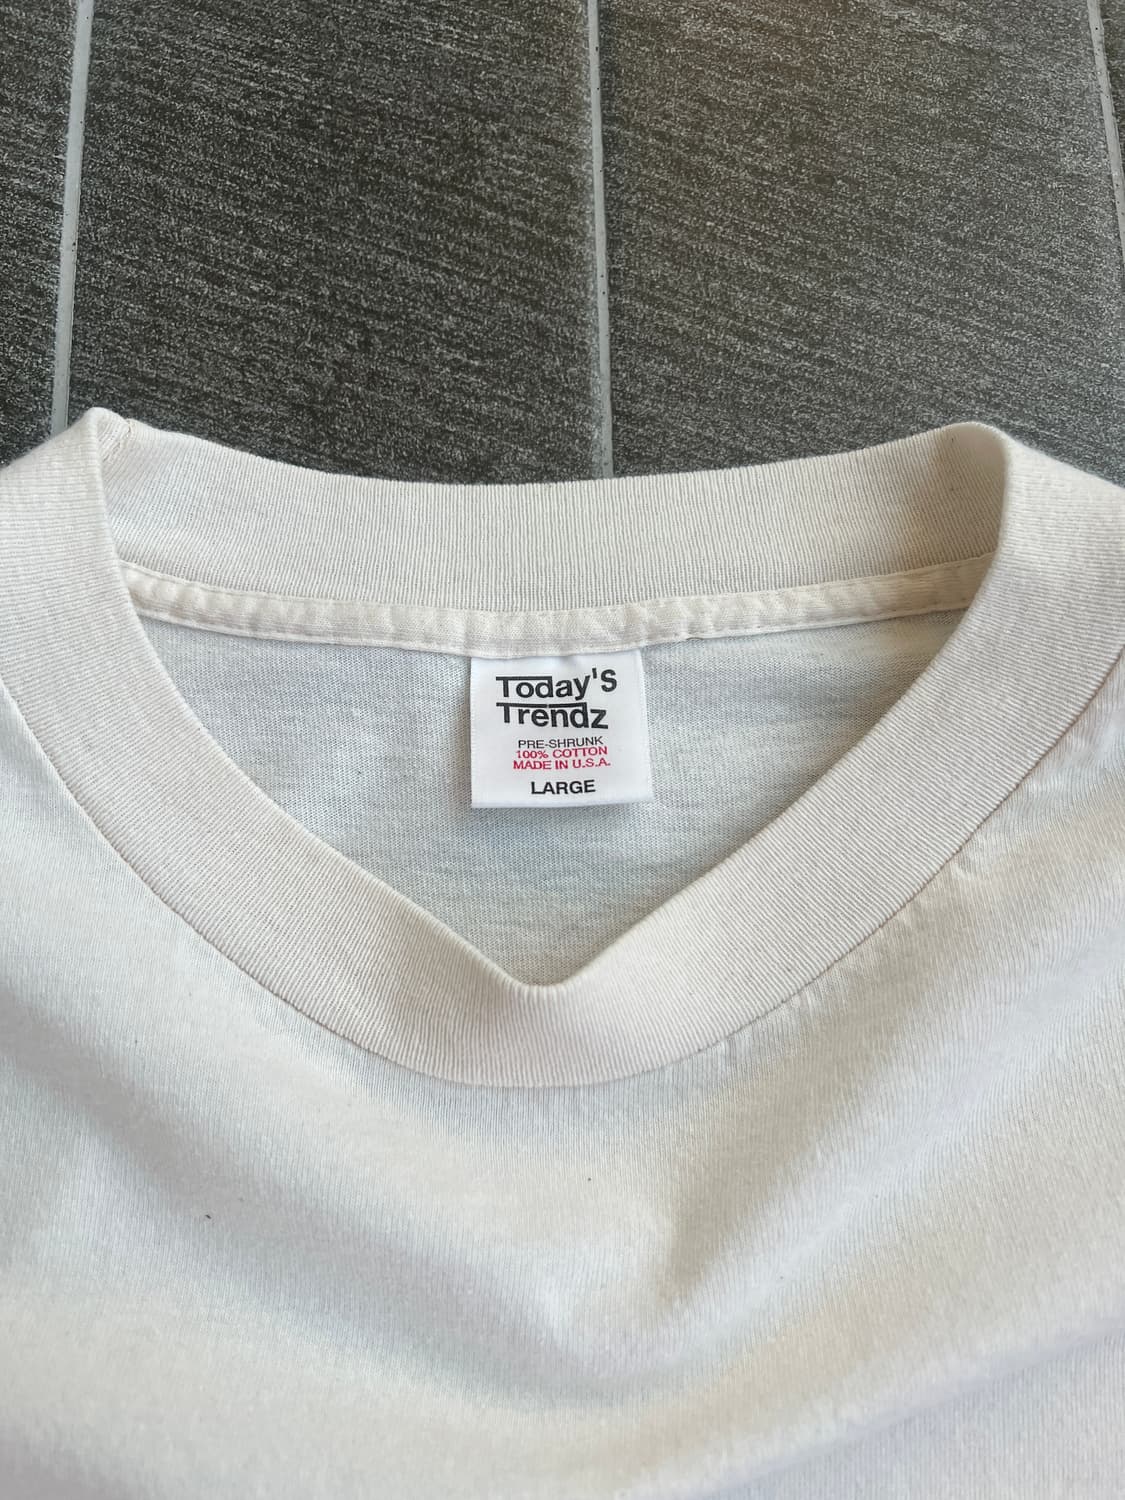 Today's
Trendz
PRE-SHRUNK
100% COTTON
MADE IN U.S.A.
LARGE